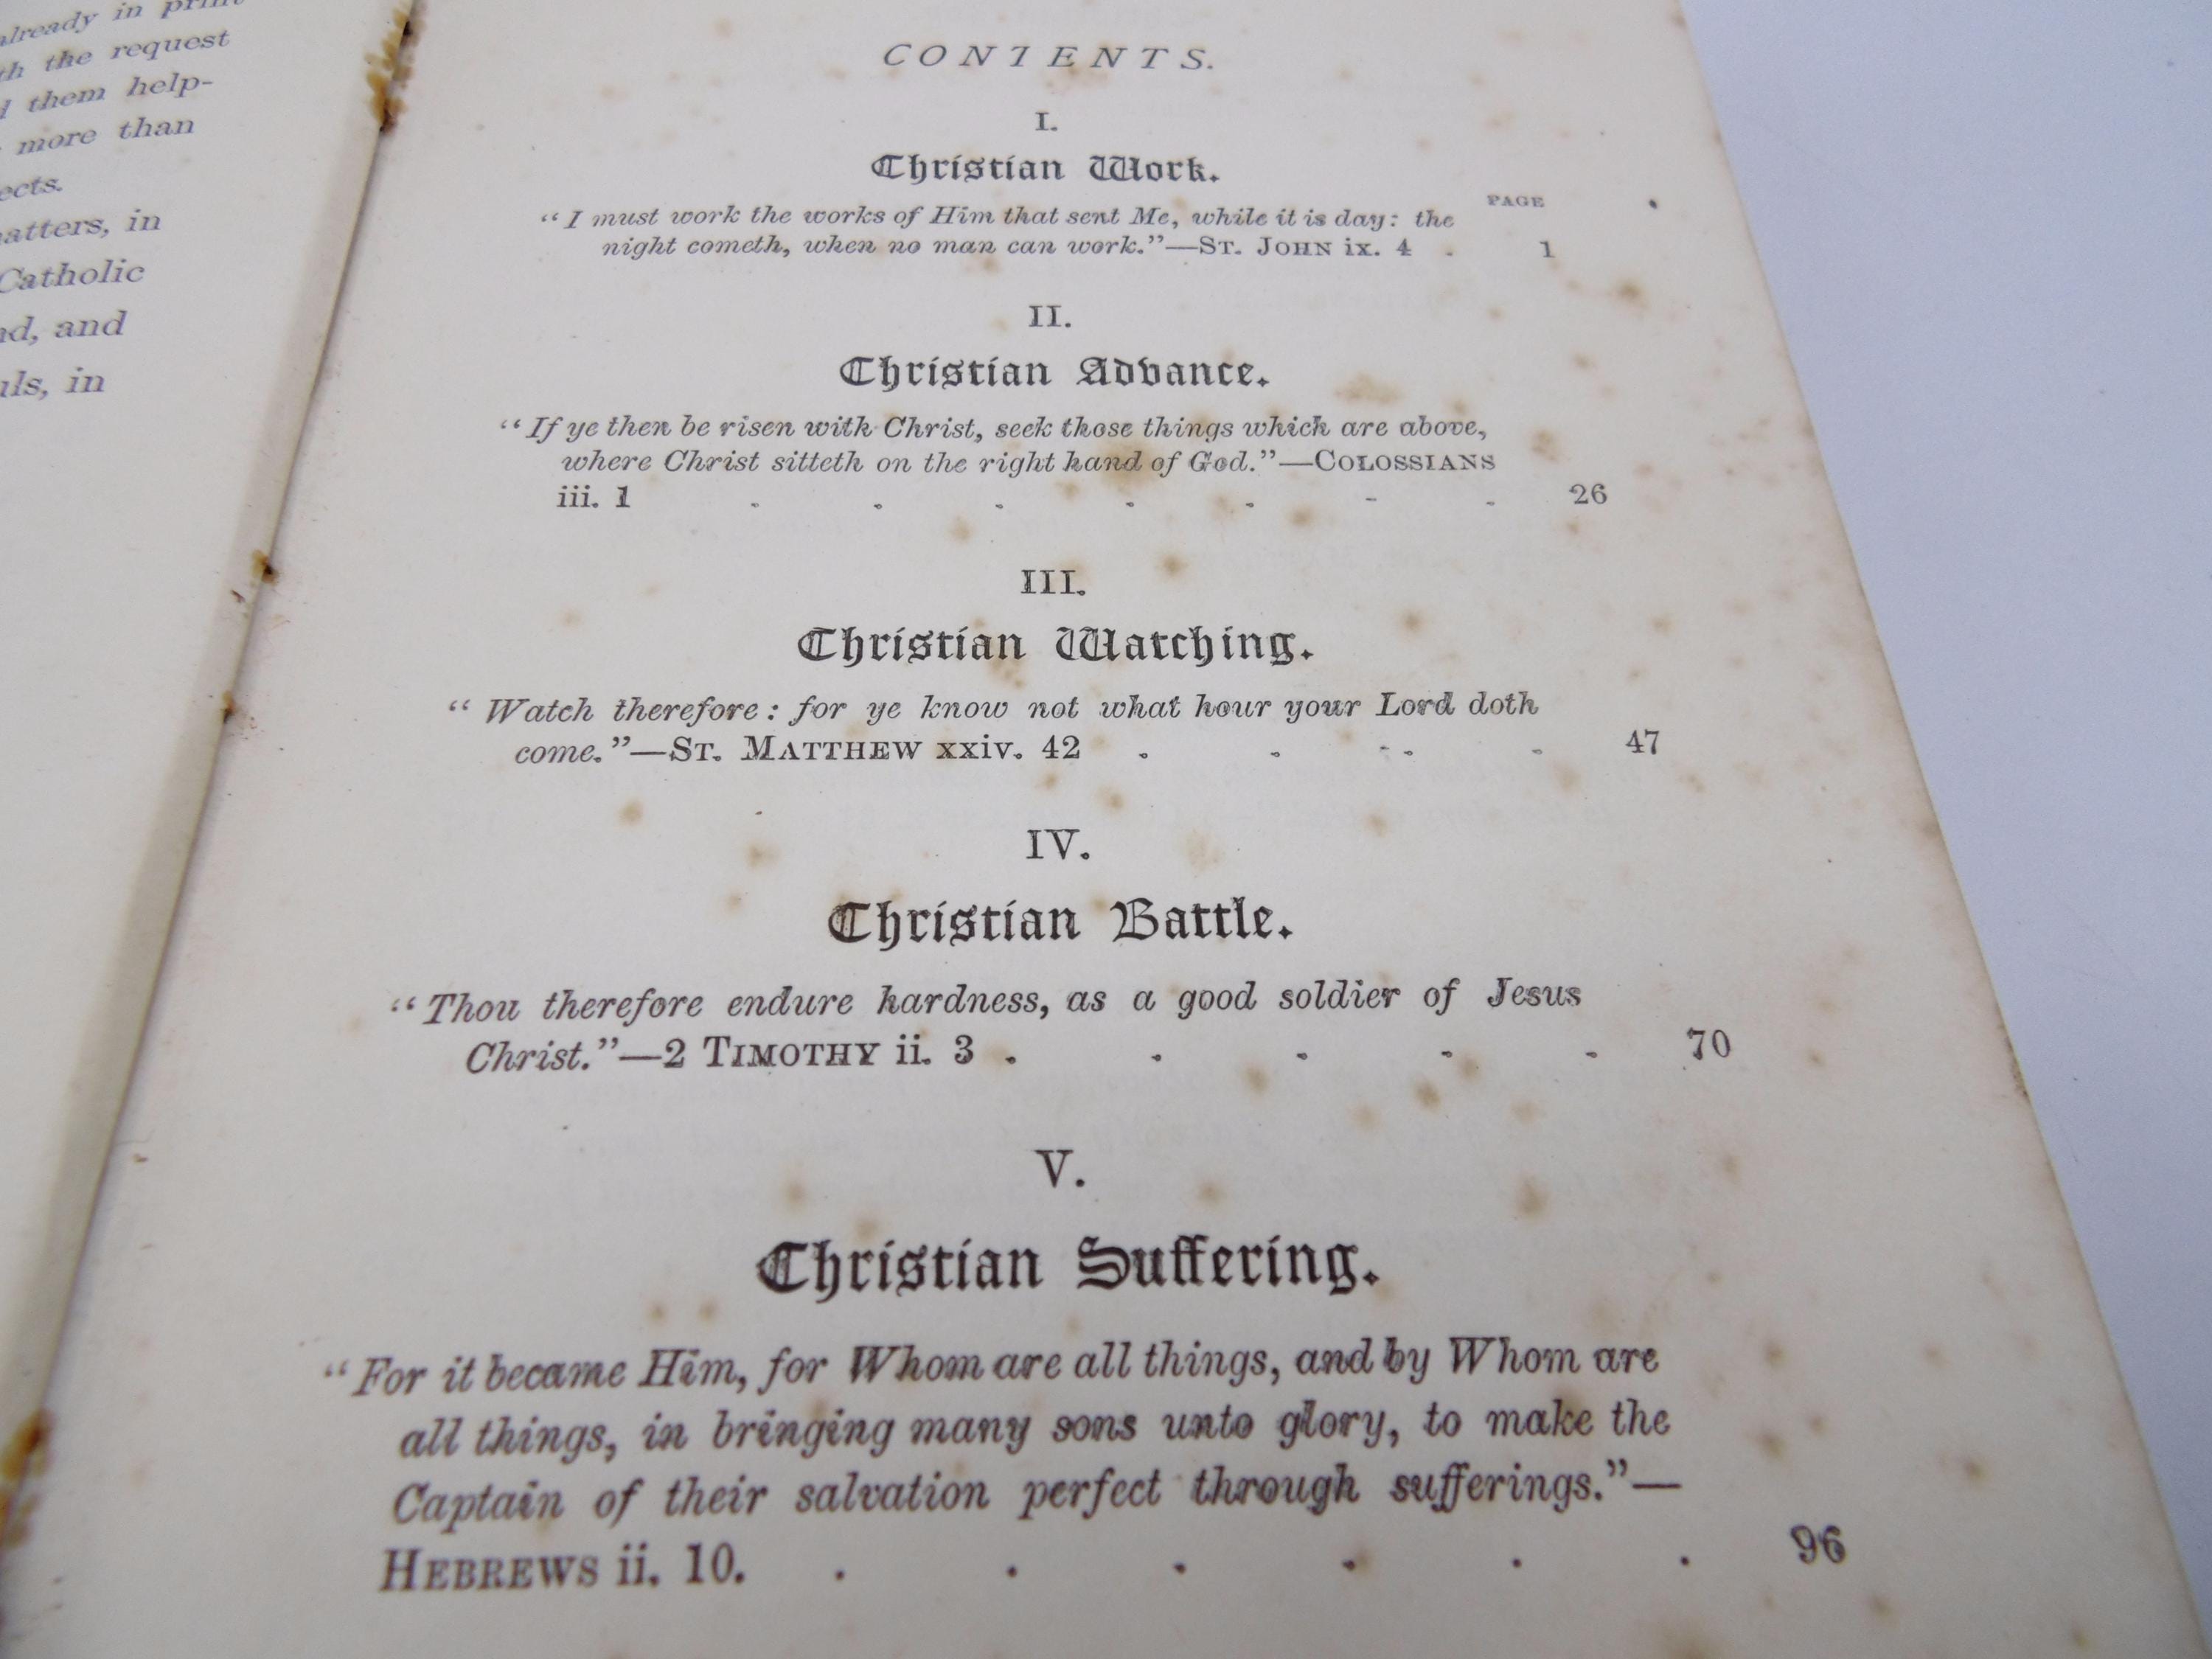 already in print
the request
them help-
more than
ects.
atters, in
Catholic
and
in
CONTENTS.
I.
Christian Work.
PAGE
"I must work the works of Him that sent Me, while it is day: the
night cometh, when no man can work."—ST. JOHN ix. 4 . 1
II.
Christian Advance.
"If ye then be risen with Christ, seek those things which are above,
where Christ sitteth on the right hand of God."—COLOSSIANS
iii. 1 . . . . . . . 26
III.
Christian Watching.
"Watch therefore: for ye know not what hour your Lord doth
come."—ST. MATTHEW xxiv. 42 . . . . 47
IV.
Christian Battle.
"Thou therefore endure hardness, as a good soldier of Jesus
Christ."—2 TIMOTHY ii. 3 . . . . . 70
V.
Christian Suffering.
"For it became Him, for Whom are all things, and by Whom are
all things, in bringing many sons unto glory, to make the
Captain of their salvation perfect through sufferings."—
HEBREWS ii. 10. . . . . . . 96